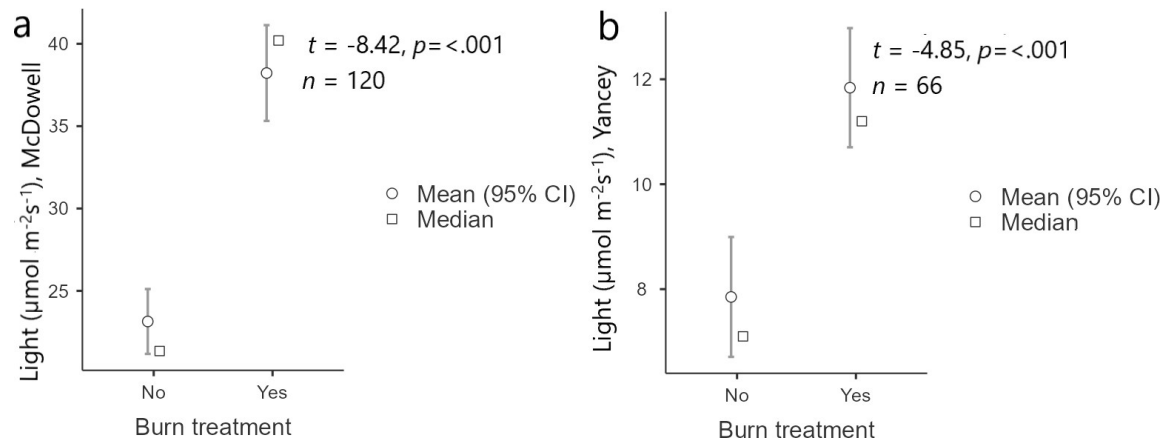 a
Light (μmol m⁻²s⁻¹), McDowell
40
35
30
25
t = -8.42, p=<.001
n = 120
Mean (95% CI)
Median
No
Yes
Burn treatment
b
Light (μmol m⁻²s⁻¹), Yancey
12
10
8
t = -4.85, p=<.001
n = 66
Mean (95% CI)
Median
No
Yes
Burn treatment